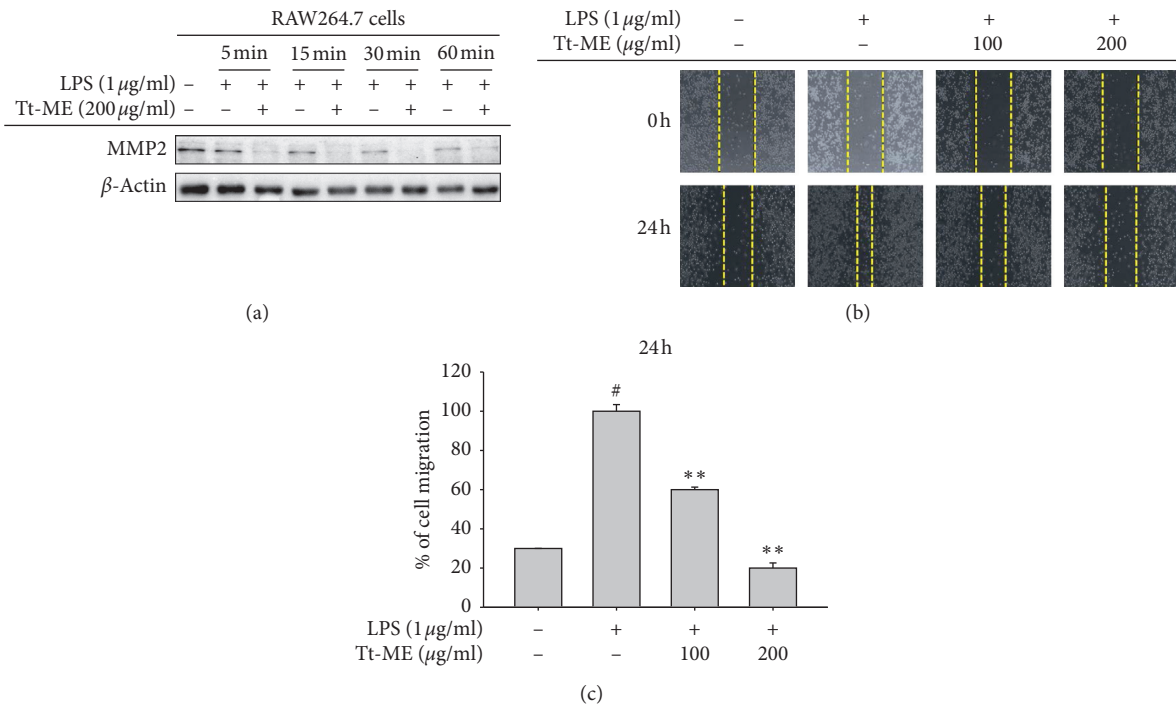 RAW264.7 cells
5 min 15 min 30 min 60 min
LPS (1 μg/ml) – + + + + + + + +
Tt-ME (200 μg/ml) – – + – + – + – +
MMP2
β-Actin
(a)
LPS (1 μg/ml) – + + +
Tt-ME (μg/ml) – – 100 200
0 h
24 h
(b)
24 h
% of cell migration
120
100
80
60
40
20
0
#
**
**
LPS (1 μg/ml) – + + +
Tt-ME (μg/ml) – – 100 200
(c)